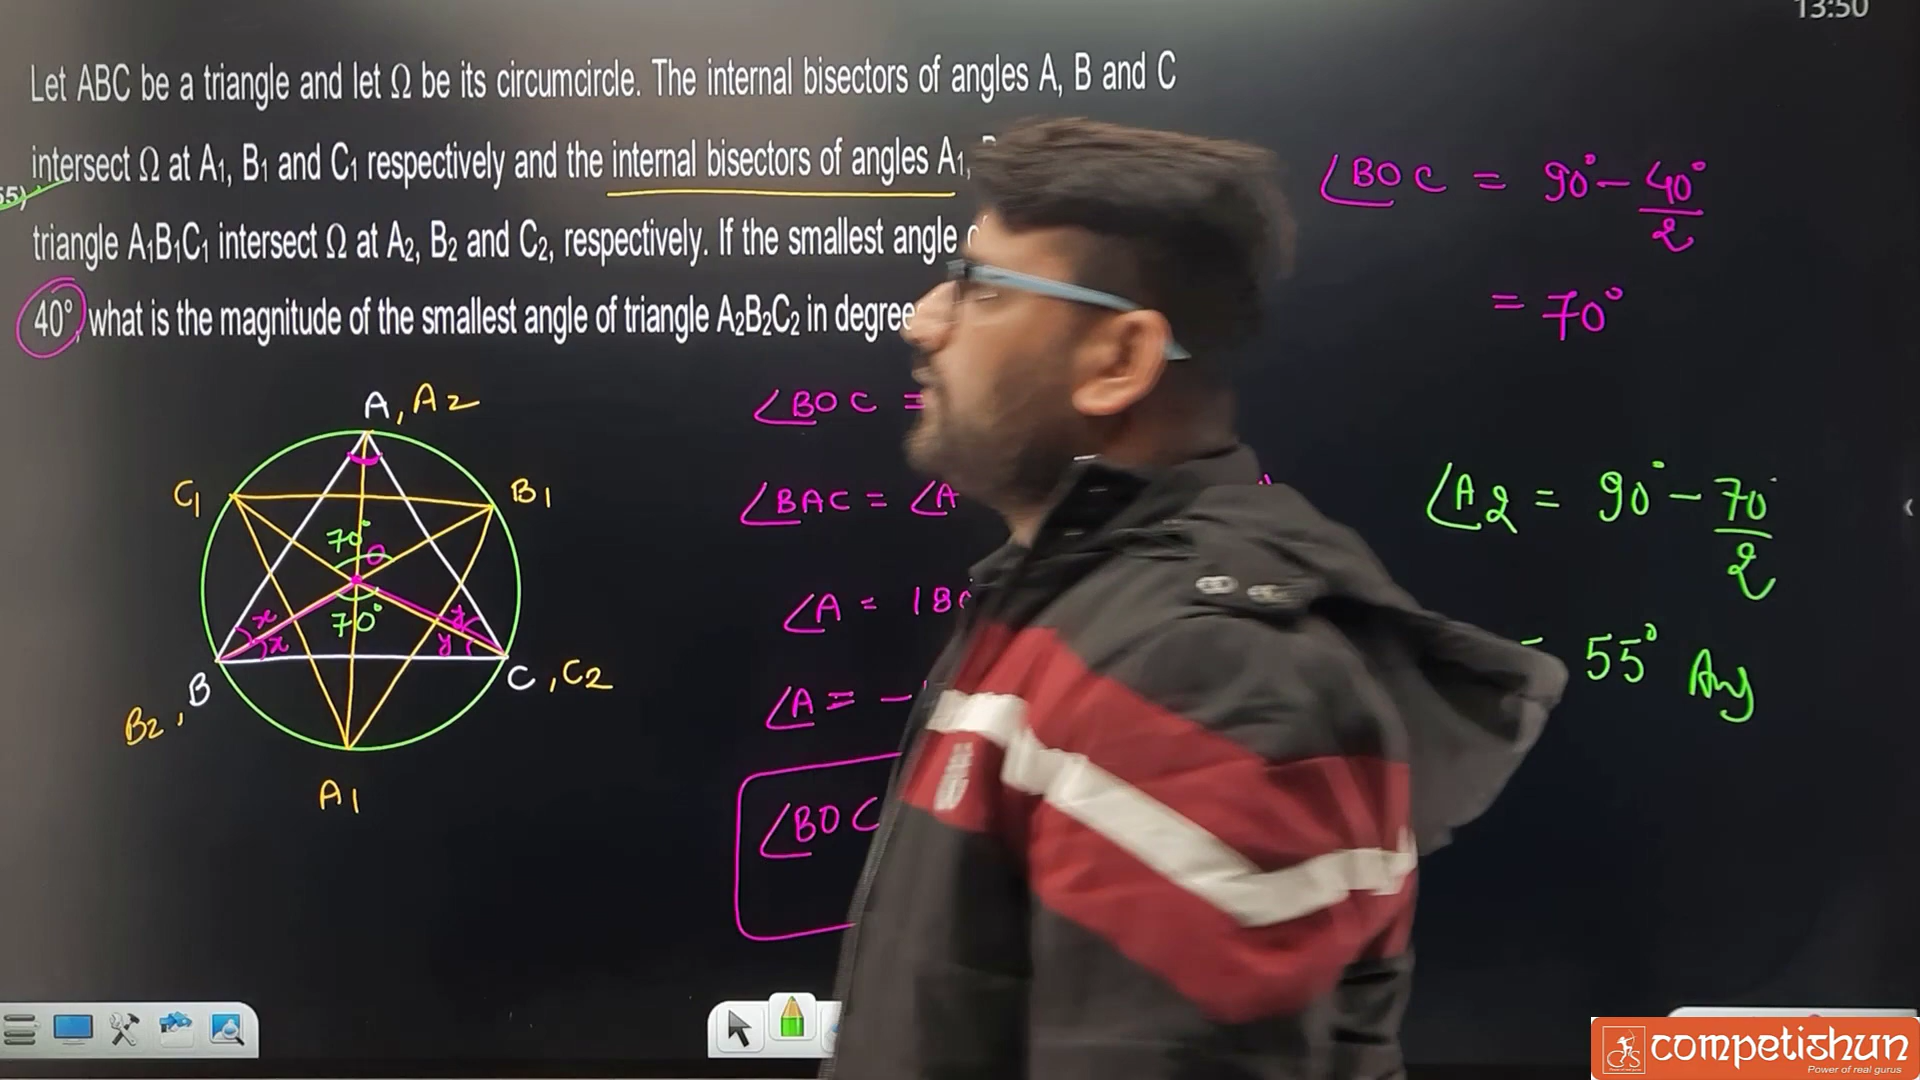 13:50
Let ABC be a triangle and let Ω be its circumcircle. The internal bisectors of angles A, B and C
intersect Ω at A₁, B₁ and C₁ respectively and the internal bisectors of angles A₁,
55)
triangle A₁B₁C₁ intersect Ω at A₂, B₂ and C₂, respectively. If the smallest angle
40°, what is the magnitude of the smallest angle of triangle A₂B₂C₂ in degree
∠BOC = 90° - 40°/2
= 70°
A, A2
C1
B1
70°
θ
70°
x
x
y
y
B
C, C2
B2,
A1
∠BOC =
∠BAC = ∠A
∠A = 180
∠A = -
∠BOC
∠A2 = 90° - 70°/2
= 55° Ans
competishun
Power of real gurus